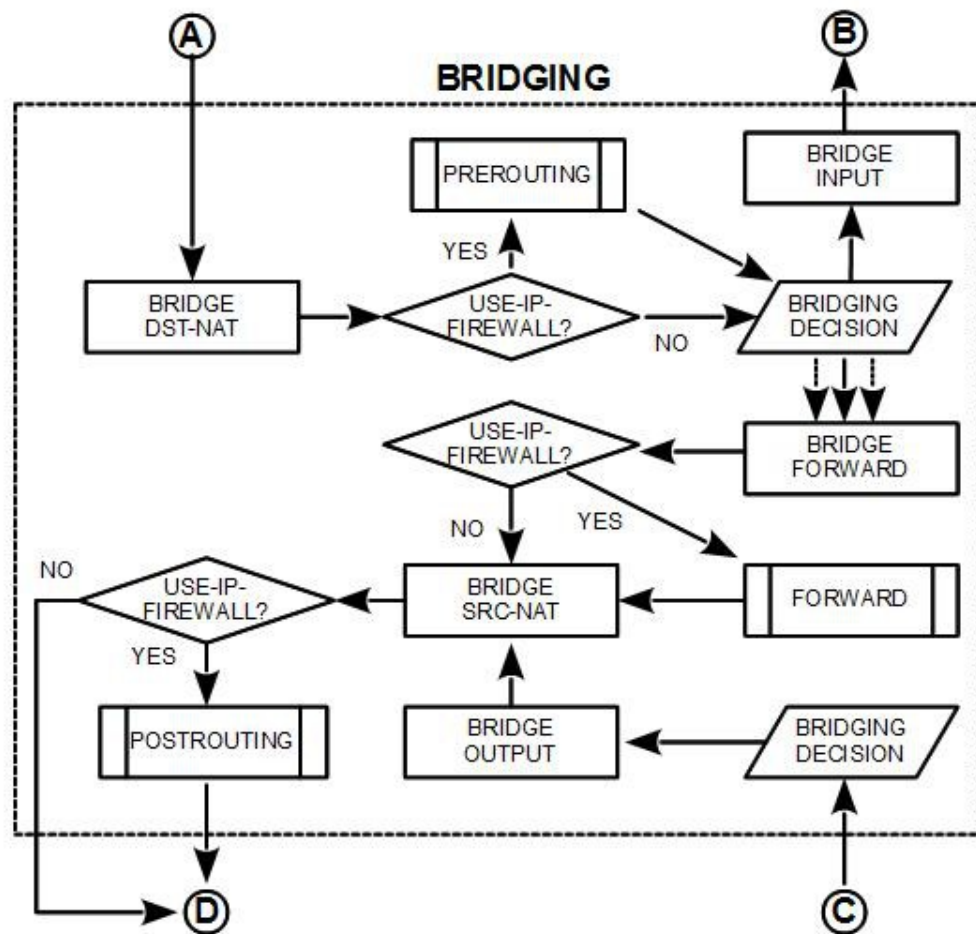 A
B
BRIDGING
PREROUTING
BRIDGE
INPUT
YES
BRIDGE
DST-NAT
USE-IP-
FIREWALL?
NO
BRIDGING
DECISION
USE-IP-
FIREWALL?
BRIDGE
FORWARD
NO
YES
NO
USE-IP-
FIREWALL?
BRIDGE
SRC-NAT
FORWARD
YES
POSTROUTING
BRIDGE
OUTPUT
BRIDGING
DECISION
D
C